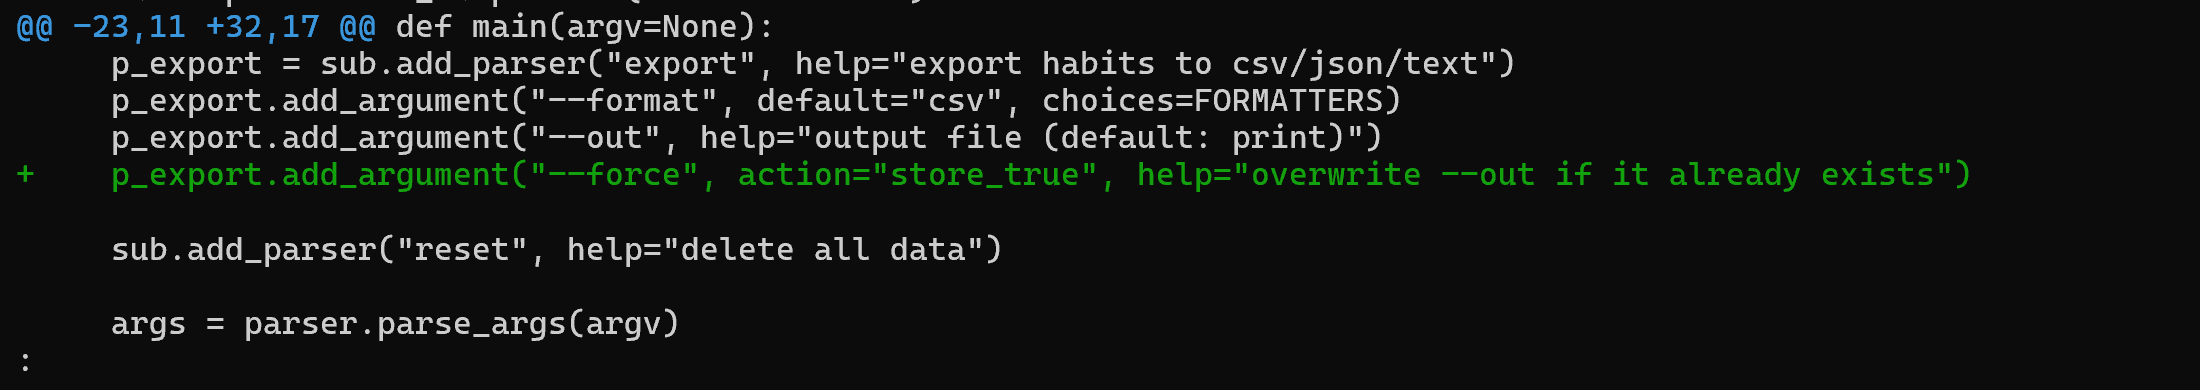 @@ -23,11 +32,17 @@ def main(argv=None):
     p_export = sub.add_parser("export", help="export habits to csv/json/text")
     p_export.add_argument("--format", default="csv", choices=FORMATTERS)
     p_export.add_argument("--out", help="output file (default: print)")
+    p_export.add_argument("--force", action="store_true", help="overwrite --out if it already exists")

     sub.add_parser("reset", help="delete all data")

     args = parser.parse_args(argv)
: